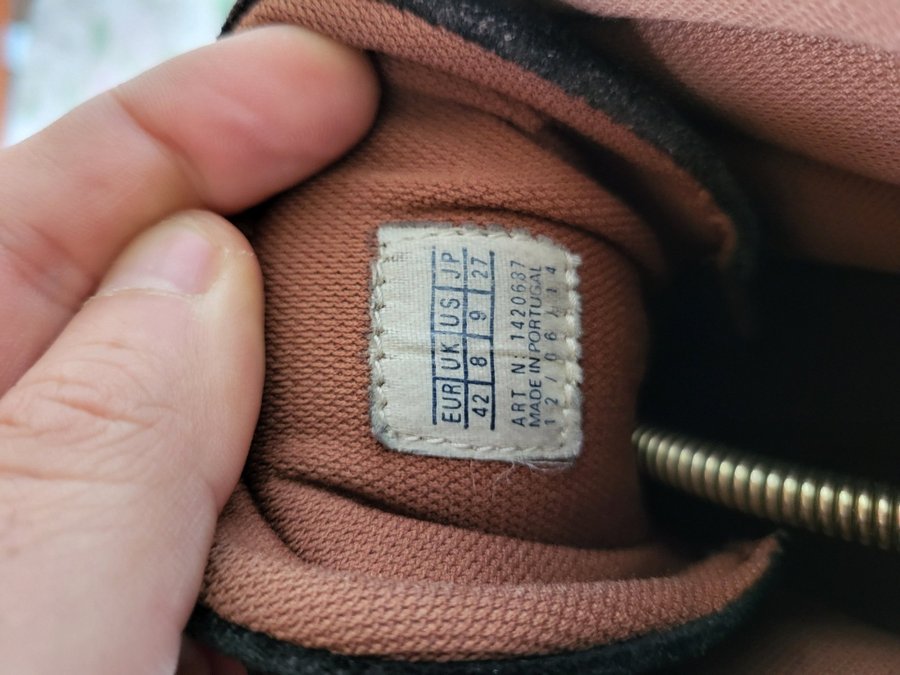 EUR UK US JP
42 8 9 27
ART N: 1420687
MADE IN PORTUGAL
12/06/14